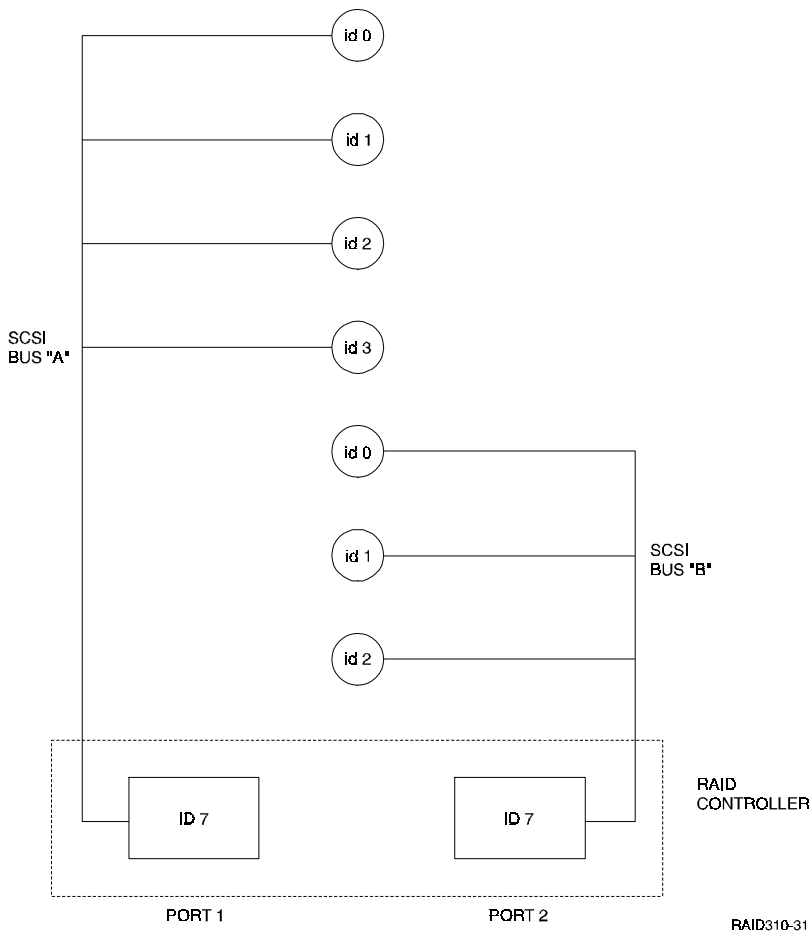 id 0
id 1
id 2
SCSI
BUS "A"
id 3
id 0
id 1
SCSI
BUS "B"
id 2
ID 7
ID 7
RAID
CONTROLLER
PORT 1
PORT 2
RAID310-31